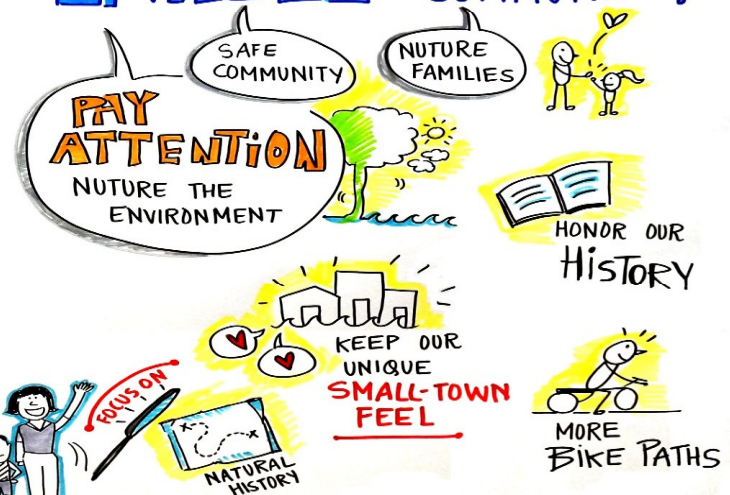 SAFE
COMMUNITY
NUTURE
FAMILIES
PAY
ATTENTION
NUTURE THE
ENVIRONMENT
HONOR OUR
HiSTORY
KEEP OUR
UNIQUE
SMALL-TOWN
FEEL
FOCUS ON
NATURAL
HISTORY
MORE
BIKE PATHS